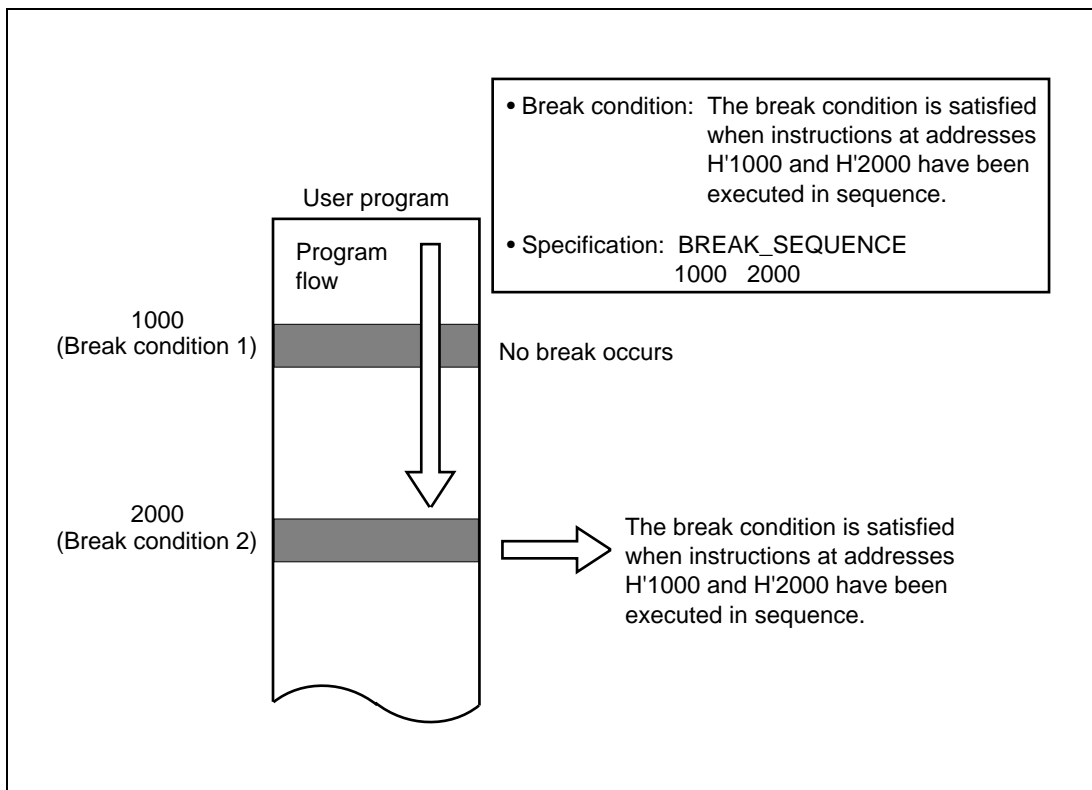 • Break condition: The break condition is satisfied
when instructions at addresses
H'1000 and H'2000 have been
executed in sequence.
• Specification: BREAK_SEQUENCE
1000 2000
User program
Program
flow
1000
(Break condition 1)
No break occurs
2000
(Break condition 2)
The break condition is satisfied
when instructions at addresses
H'1000 and H'2000 have been
executed in sequence.